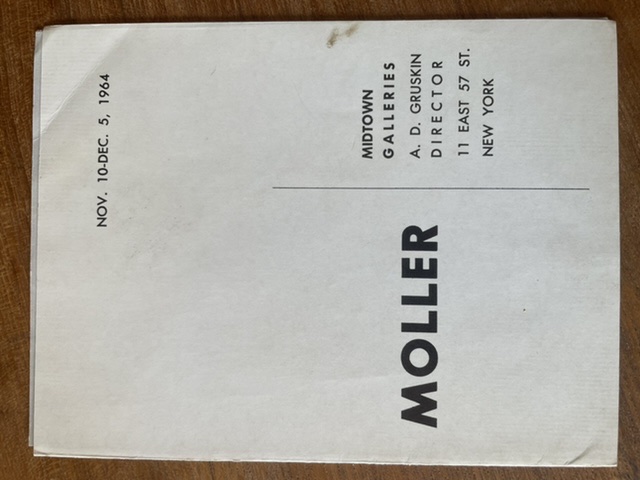 NOV. 10-DEC. 5, 1964
MOLLER
MIDTOWN
GALLERIES
A. D. GRUSKIN
DIRECTOR
11 EAST 57 ST.
NEW YORK